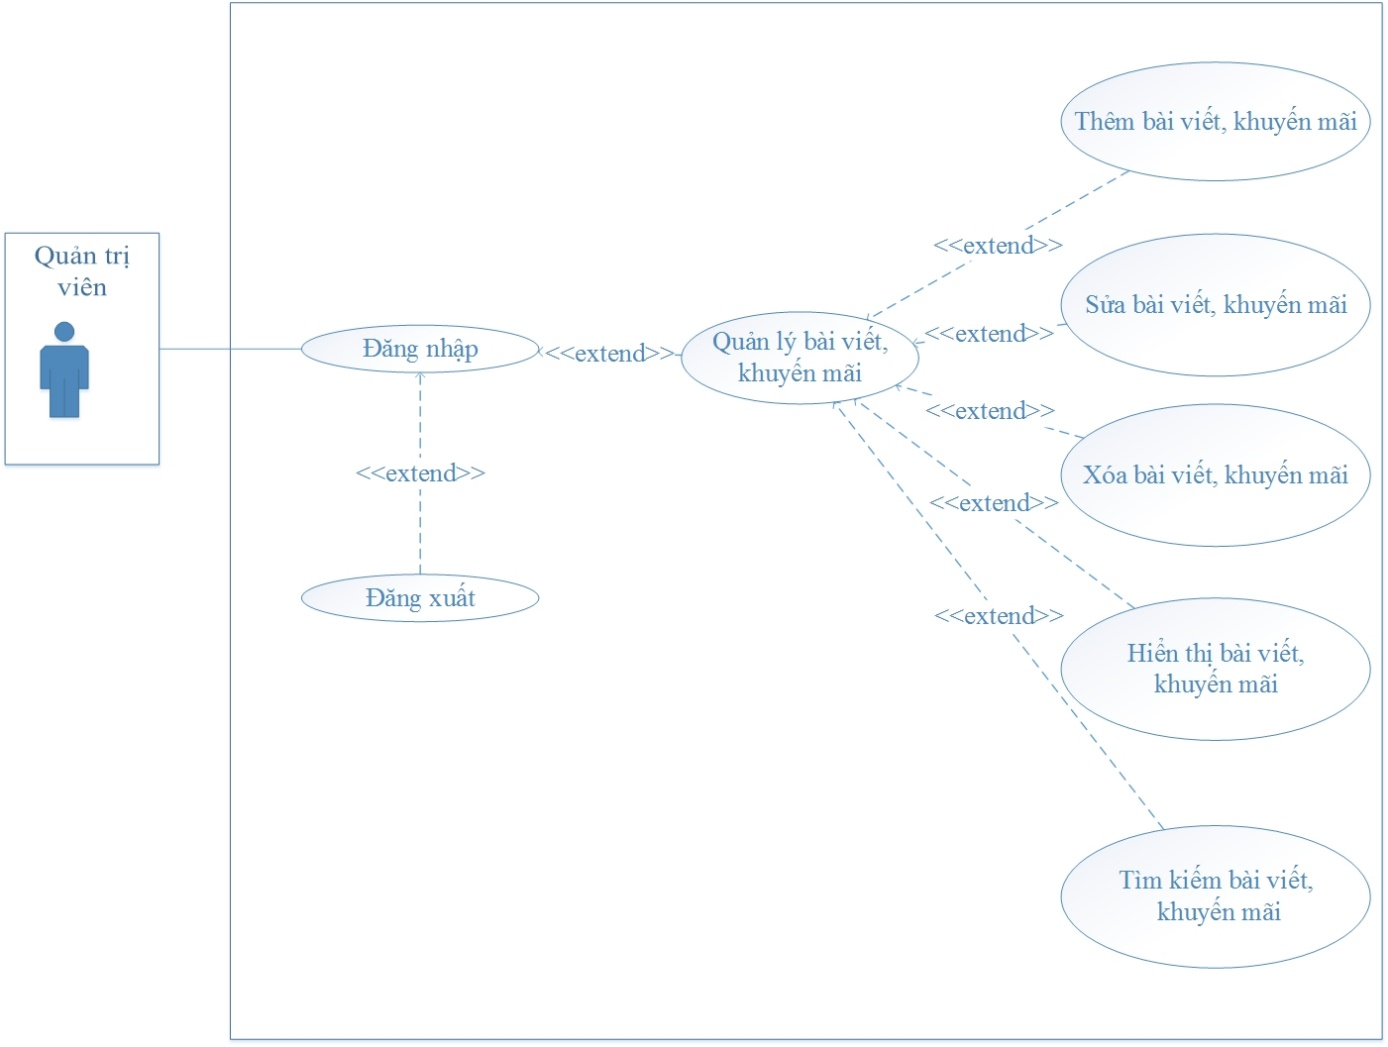 Quản trị
viên
Đăng nhập
<<extend>>
Đăng xuất
<<extend>>
Quản lý bài viết,
khuyến mãi
<<extend>>
Thêm bài viết, khuyến mãi
<<extend>>
Sửa bài viết, khuyến mãi
<<extend>>
Xóa bài viết, khuyến mãi
<<extend>>
Hiển thị bài viết,
khuyến mãi
<<extend>>
Tìm kiếm bài viết,
khuyến mãi